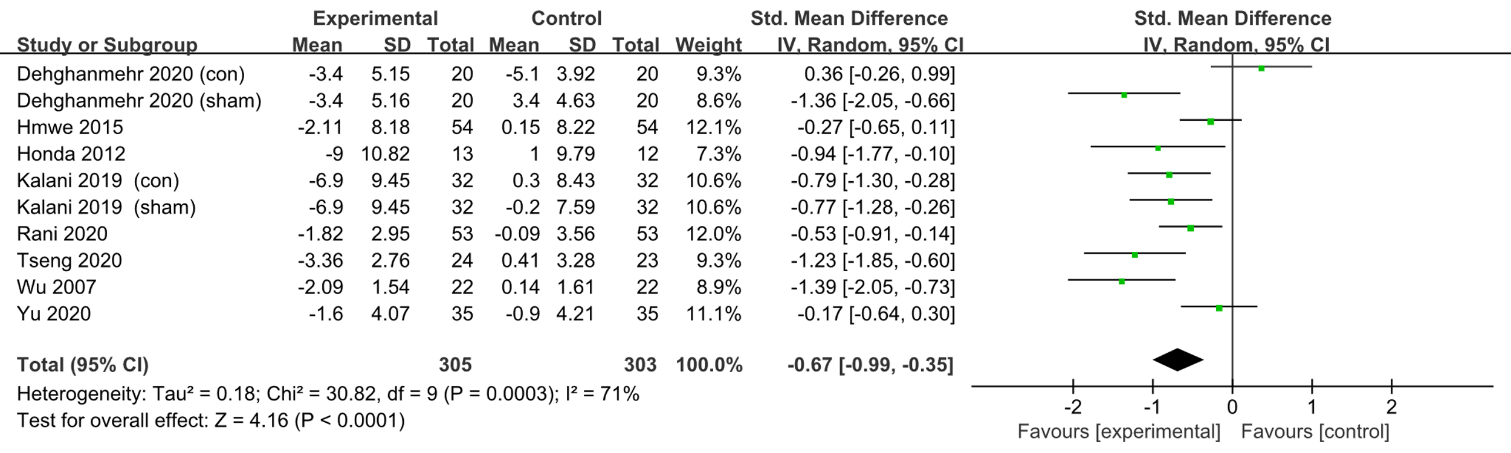 Experimental Control Std. Mean Difference Std. Mean Difference
Study or Subgroup Mean SD Total Mean SD Total Weight IV, Random, 95% CI IV, Random, 95% CI
Dehghanmehr 2020 (con) -3.4 5.15 20 -5.1 3.92 20 9.3% 0.36 [-0.26, 0.99]
Dehghanmehr 2020 (sham) -3.4 5.16 20 3.4 4.63 20 8.6% -1.36 [-2.05, -0.66]
Hmwe 2015 -2.11 8.18 54 0.15 8.22 54 12.1% -0.27 [-0.65, 0.11]
Honda 2012 -9 10.82 13 1 9.79 12 7.3% -0.94 [-1.77, -0.10]
Kalani 2019 (con) -6.9 9.45 32 0.3 8.43 32 10.6% -0.79 [-1.30, -0.28]
Kalani 2019 (sham) -6.9 9.45 32 -0.2 7.59 32 10.6% -0.77 [-1.28, -0.26]
Rani 2020 -1.82 2.95 53 -0.09 3.56 53 12.0% -0.53 [-0.91, -0.14]
Tseng 2020 -3.36 2.76 24 0.41 3.28 23 9.3% -1.23 [-1.85, -0.60]
Wu 2007 -2.09 1.54 22 0.14 1.61 22 8.9% -1.39 [-2.05, -0.73]
Yu 2020 -1.6 4.07 35 -0.9 4.21 35 11.1% -0.17 [-0.64, 0.30]
Total (95% CI) 305 303 100.0% -0.67 [-0.99, -0.35]
Heterogeneity: Tau² = 0.18; Chi² = 30.82, df = 9 (P = 0.0003); I² = 71%
Test for overall effect: Z = 4.16 (P < 0.0001)
-2 -1 0 1 2
Favours [experimental] Favours [control]